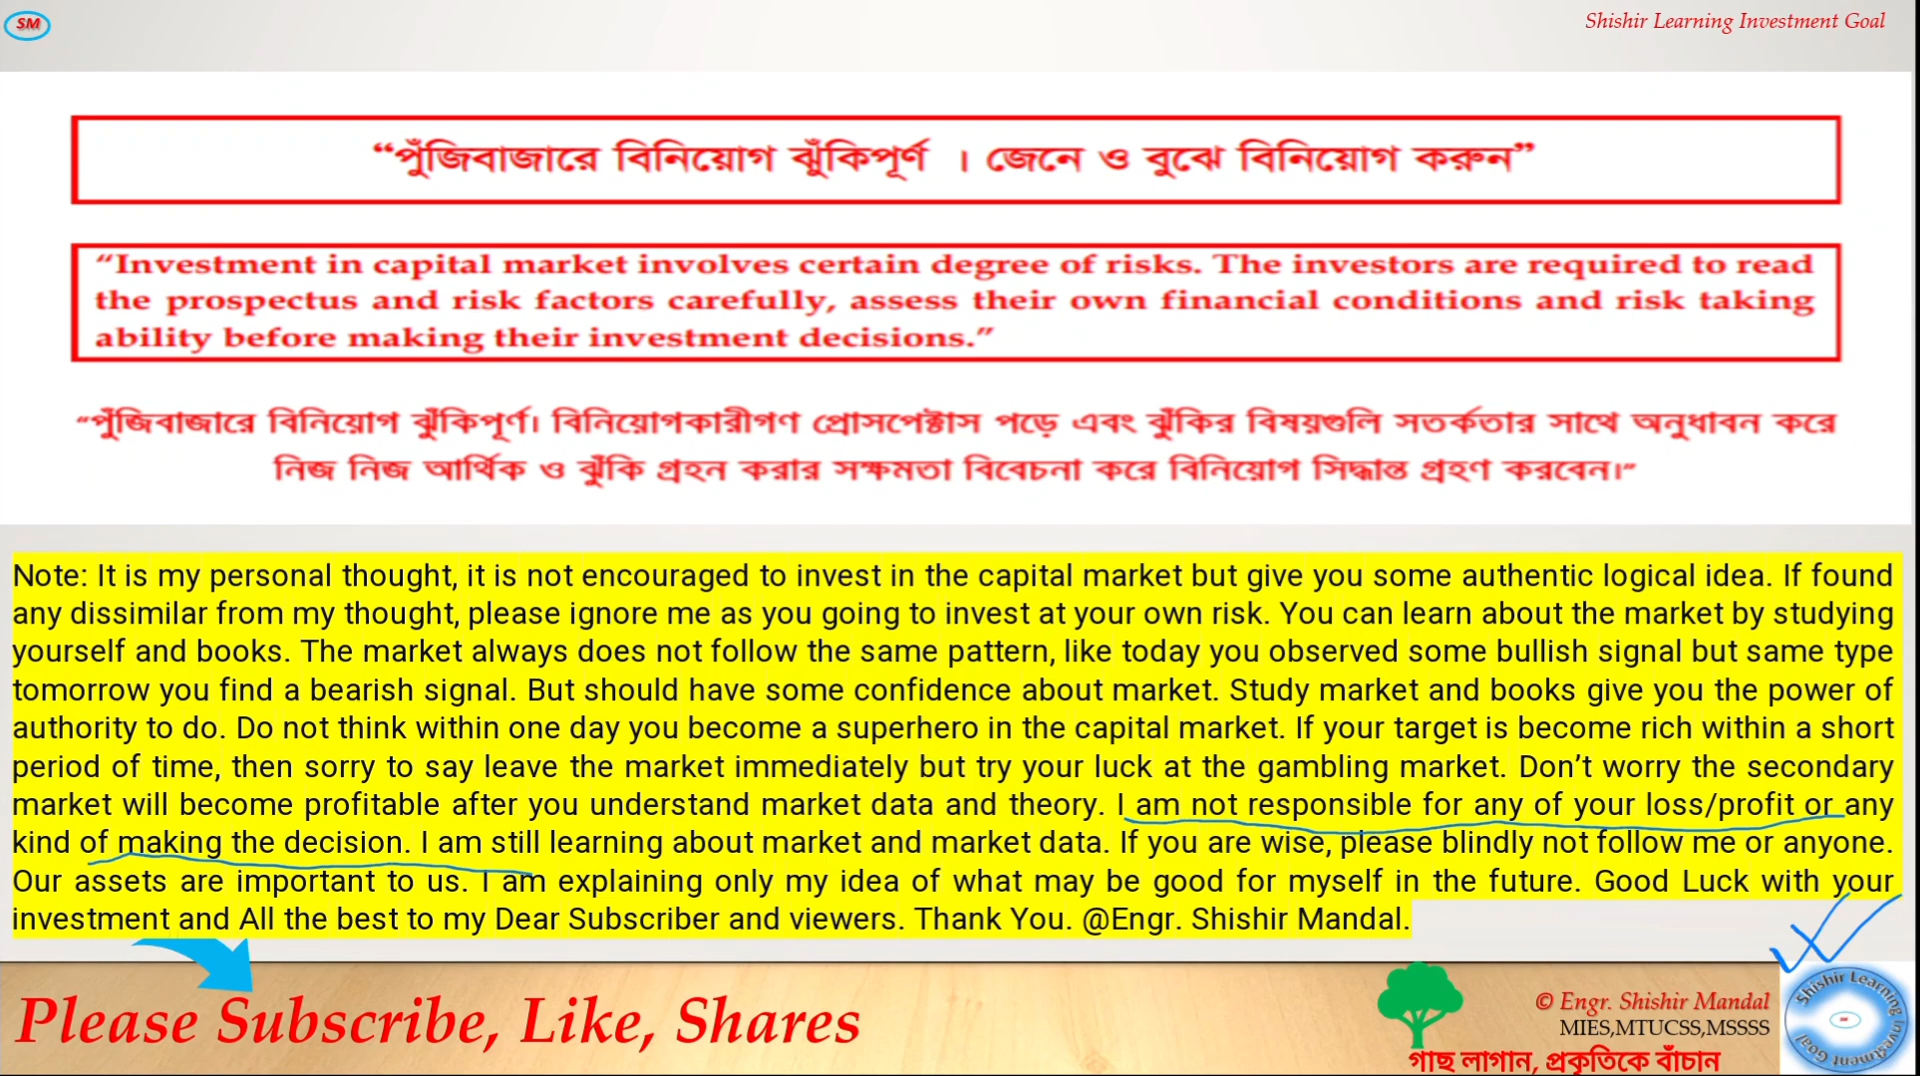 SM
Shishir Learning Investment Goal
“পুঁজিবাজারে বিনিয়োগ ঝুঁকিপূর্ণ । জেনে ও বুঝে বিনিয়োগ করুন”
“Investment in capital market involves certain degree of risks. The investors are required to read
the prospectus and risk factors carefully, assess their own financial conditions and risk taking
ability before making their investment decisions.”
“পুঁজিবাজারে বিনিয়োগ ঝুঁকিপূর্ণ। বিনিয়োগকারীগণ প্রোসপেক্টাস পড়ে এবং ঝুঁকির বিষয়গুলি সতর্কতার সাথে অনুধাবন করে
নিজ নিজ আর্থিক ও ঝুঁকি গ্রহন করার সক্ষমতা বিবেচনা করে বিনিয়োগ সিদ্ধান্ত গ্রহণ করবেন।”
Note: It is my personal thought, it is not encouraged to invest in the capital market but give you some authentic logical idea. If found
any dissimilar from my thought, please ignore me as you going to invest at your own risk. You can learn about the market by studying
yourself and books. The market always does not follow the same pattern, like today you observed some bullish signal but same type
tomorrow you find a bearish signal. But should have some confidence about market. Study market and books give you the power of
authority to do. Do not think within one day you become a superhero in the capital market. If your target is become rich within a short
period of time, then sorry to say leave the market immediately but try your luck at the gambling market. Don’t worry the secondary
market will become profitable after you understand market data and theory. I am not responsible for any of your loss/profit or any
kind of making the decision. I am still learning about market and market data. If you are wise, please blindly not follow me or anyone.
Our assets are important to us. I am explaining only my idea of what may be good for myself in the future. Good Luck with your
investment and All the best to my Dear Subscriber and viewers. Thank You. @Engr. Shishir Mandal.
Please Subscribe, Like, Shares
© Engr. Shishir Mandal
MIES,MTUCSS,MSSSS
গাছ লাগান, প্রকৃতিকে বাঁচান
Shishir Learning Investment Goal